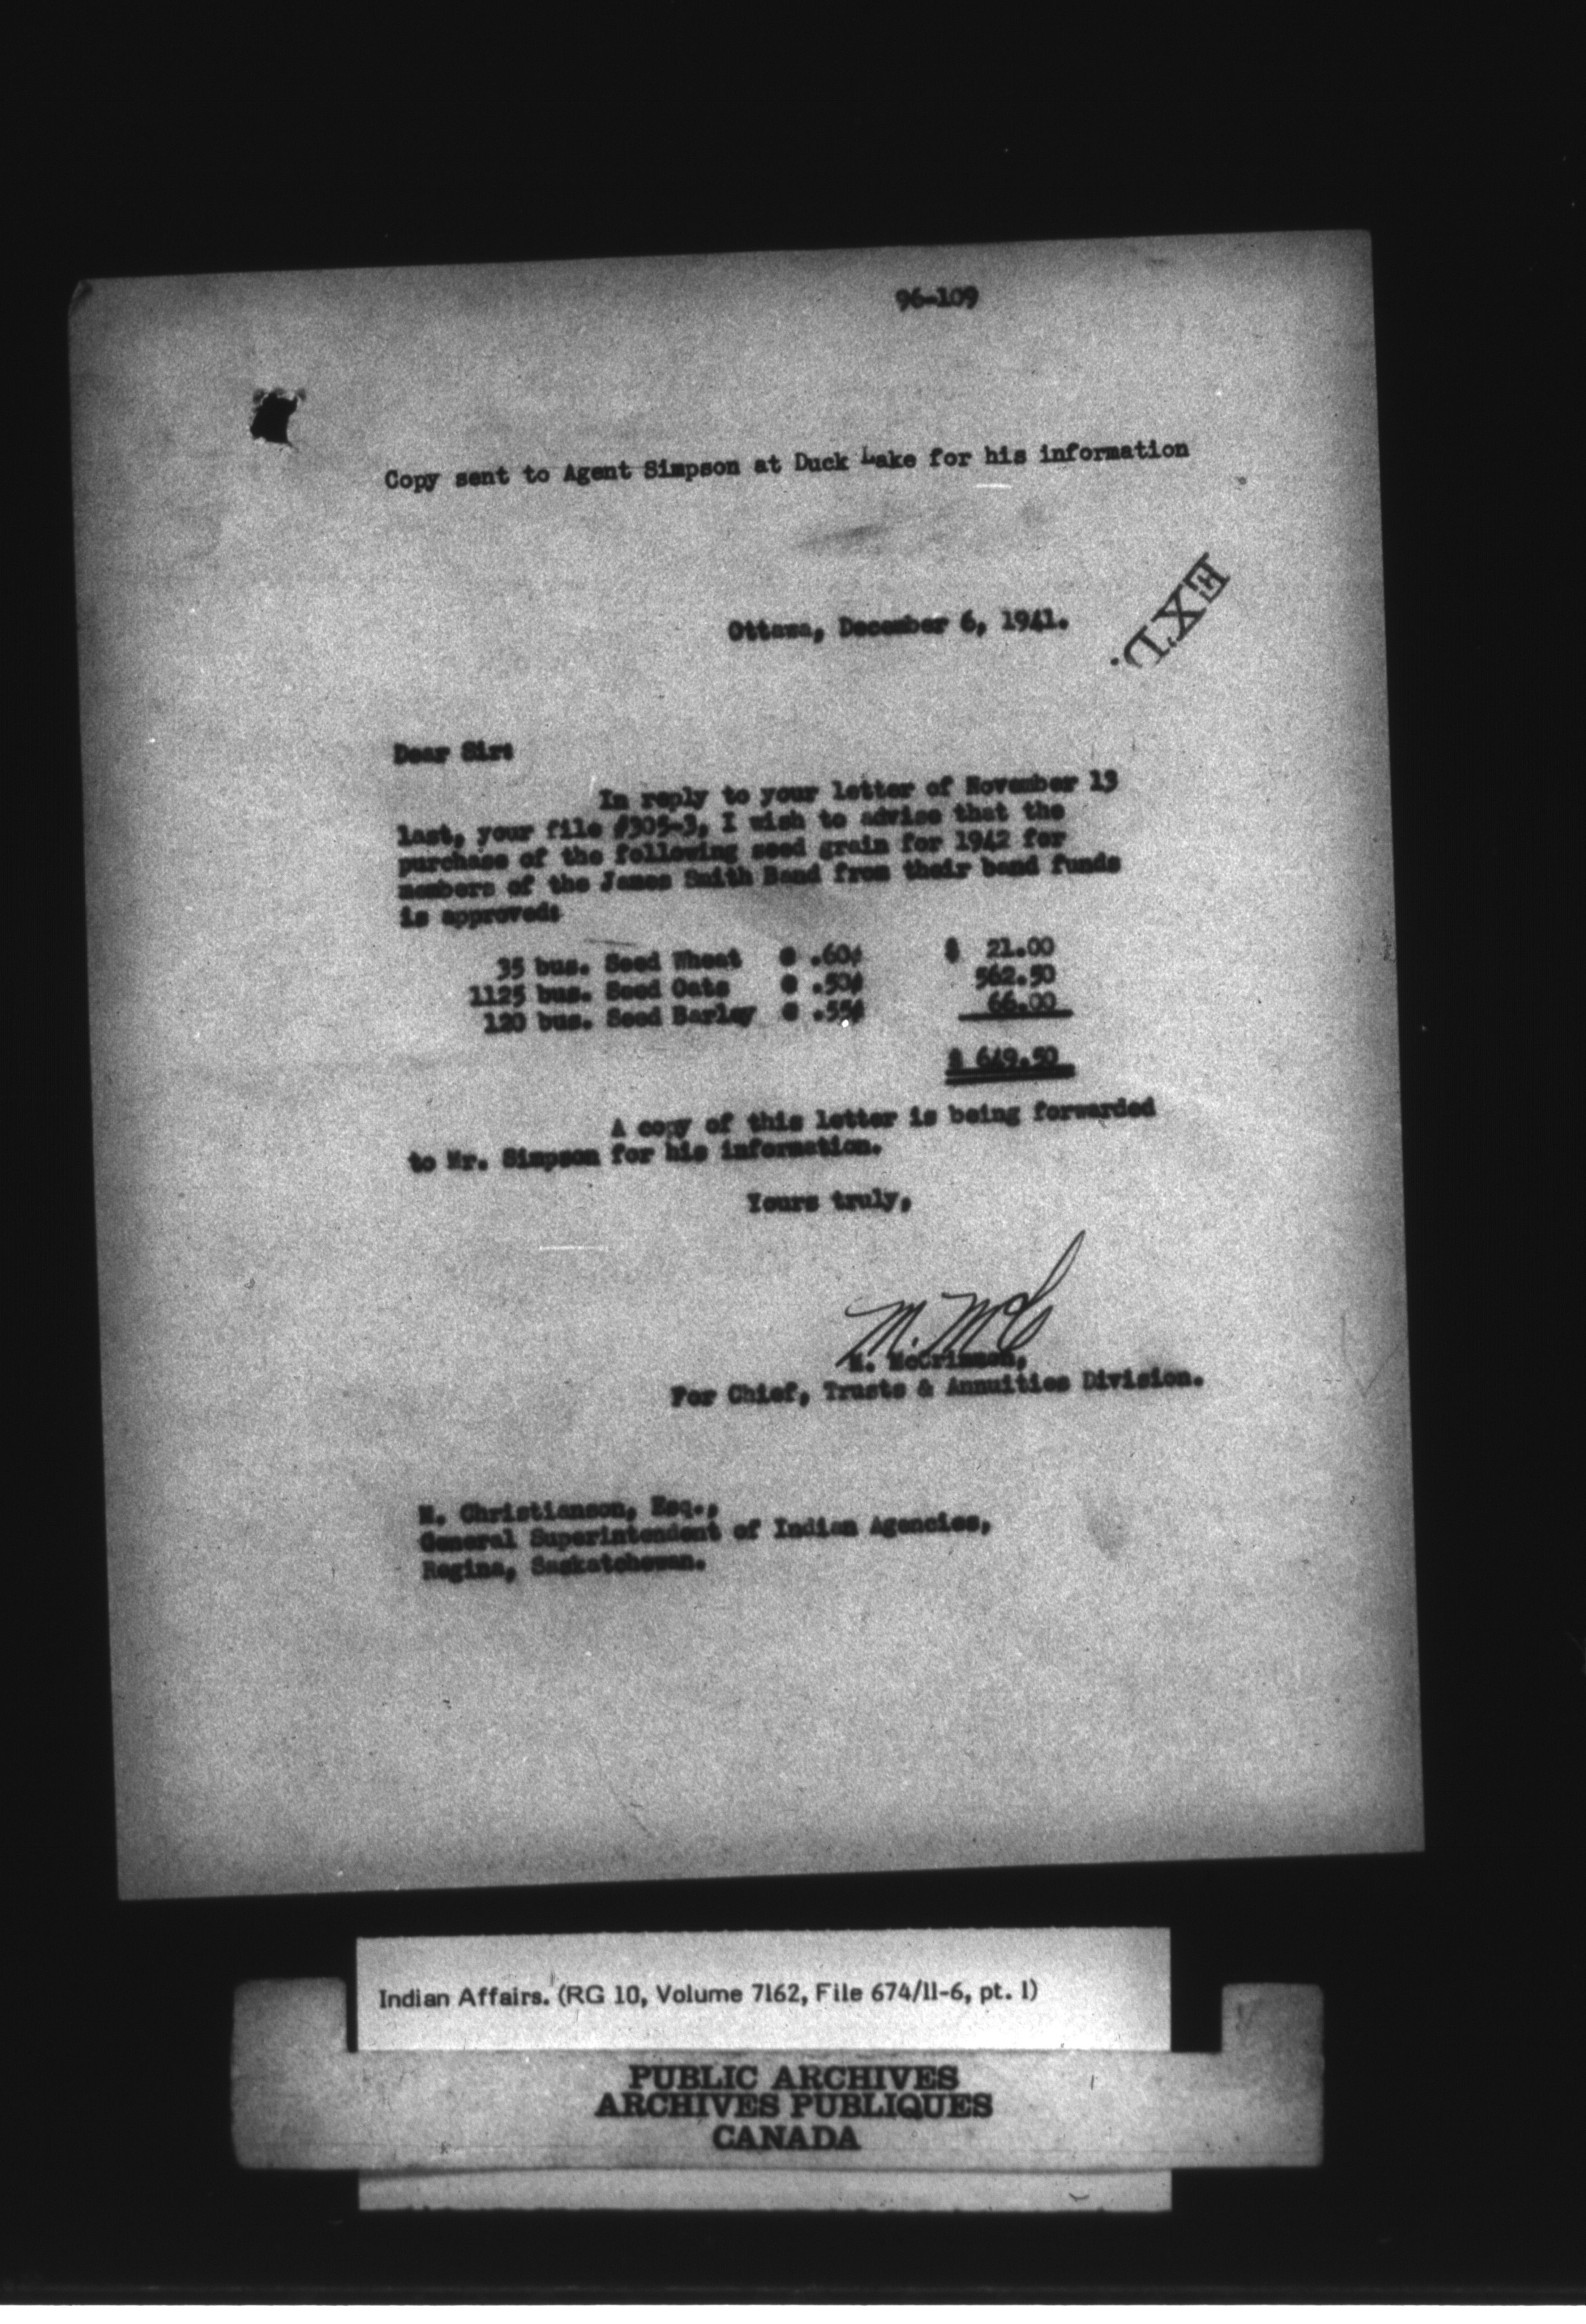 96-109
Copy sent to Agent Simpson at Duck Lake for his information
Ottawa, December 6, 1941.
EXD.
Dear Sir:
In reply to your letter of November 13
last, your file #305-3, I wish to advise that the
purchase of the following seed grain for 1942 for
members of the James Smith Band from their band funds
is approved:
35 bus. Seed Wheat @ .60¢ $ 21.00
1125 bus. Seed Oats @ .50¢ 562.50
120 bus. Seed Barley @ .55¢ 66.00
$ 649.50
A copy of this letter is being forwarded
to Mr. Simpson for his information.
Yours truly,
M. McC
M. McCrimmon,
For Chief, Trusts & Annuities Division.
M. Christianson, Esq.,
General Superintendent of Indian Agencies,
Regina, Saskatchewan.
Indian Affairs. (RG 10, Volume 7162, File 674/11-6, pt. 1)
PUBLIC ARCHIVES
ARCHIVES PUBLIQUES
CANADA